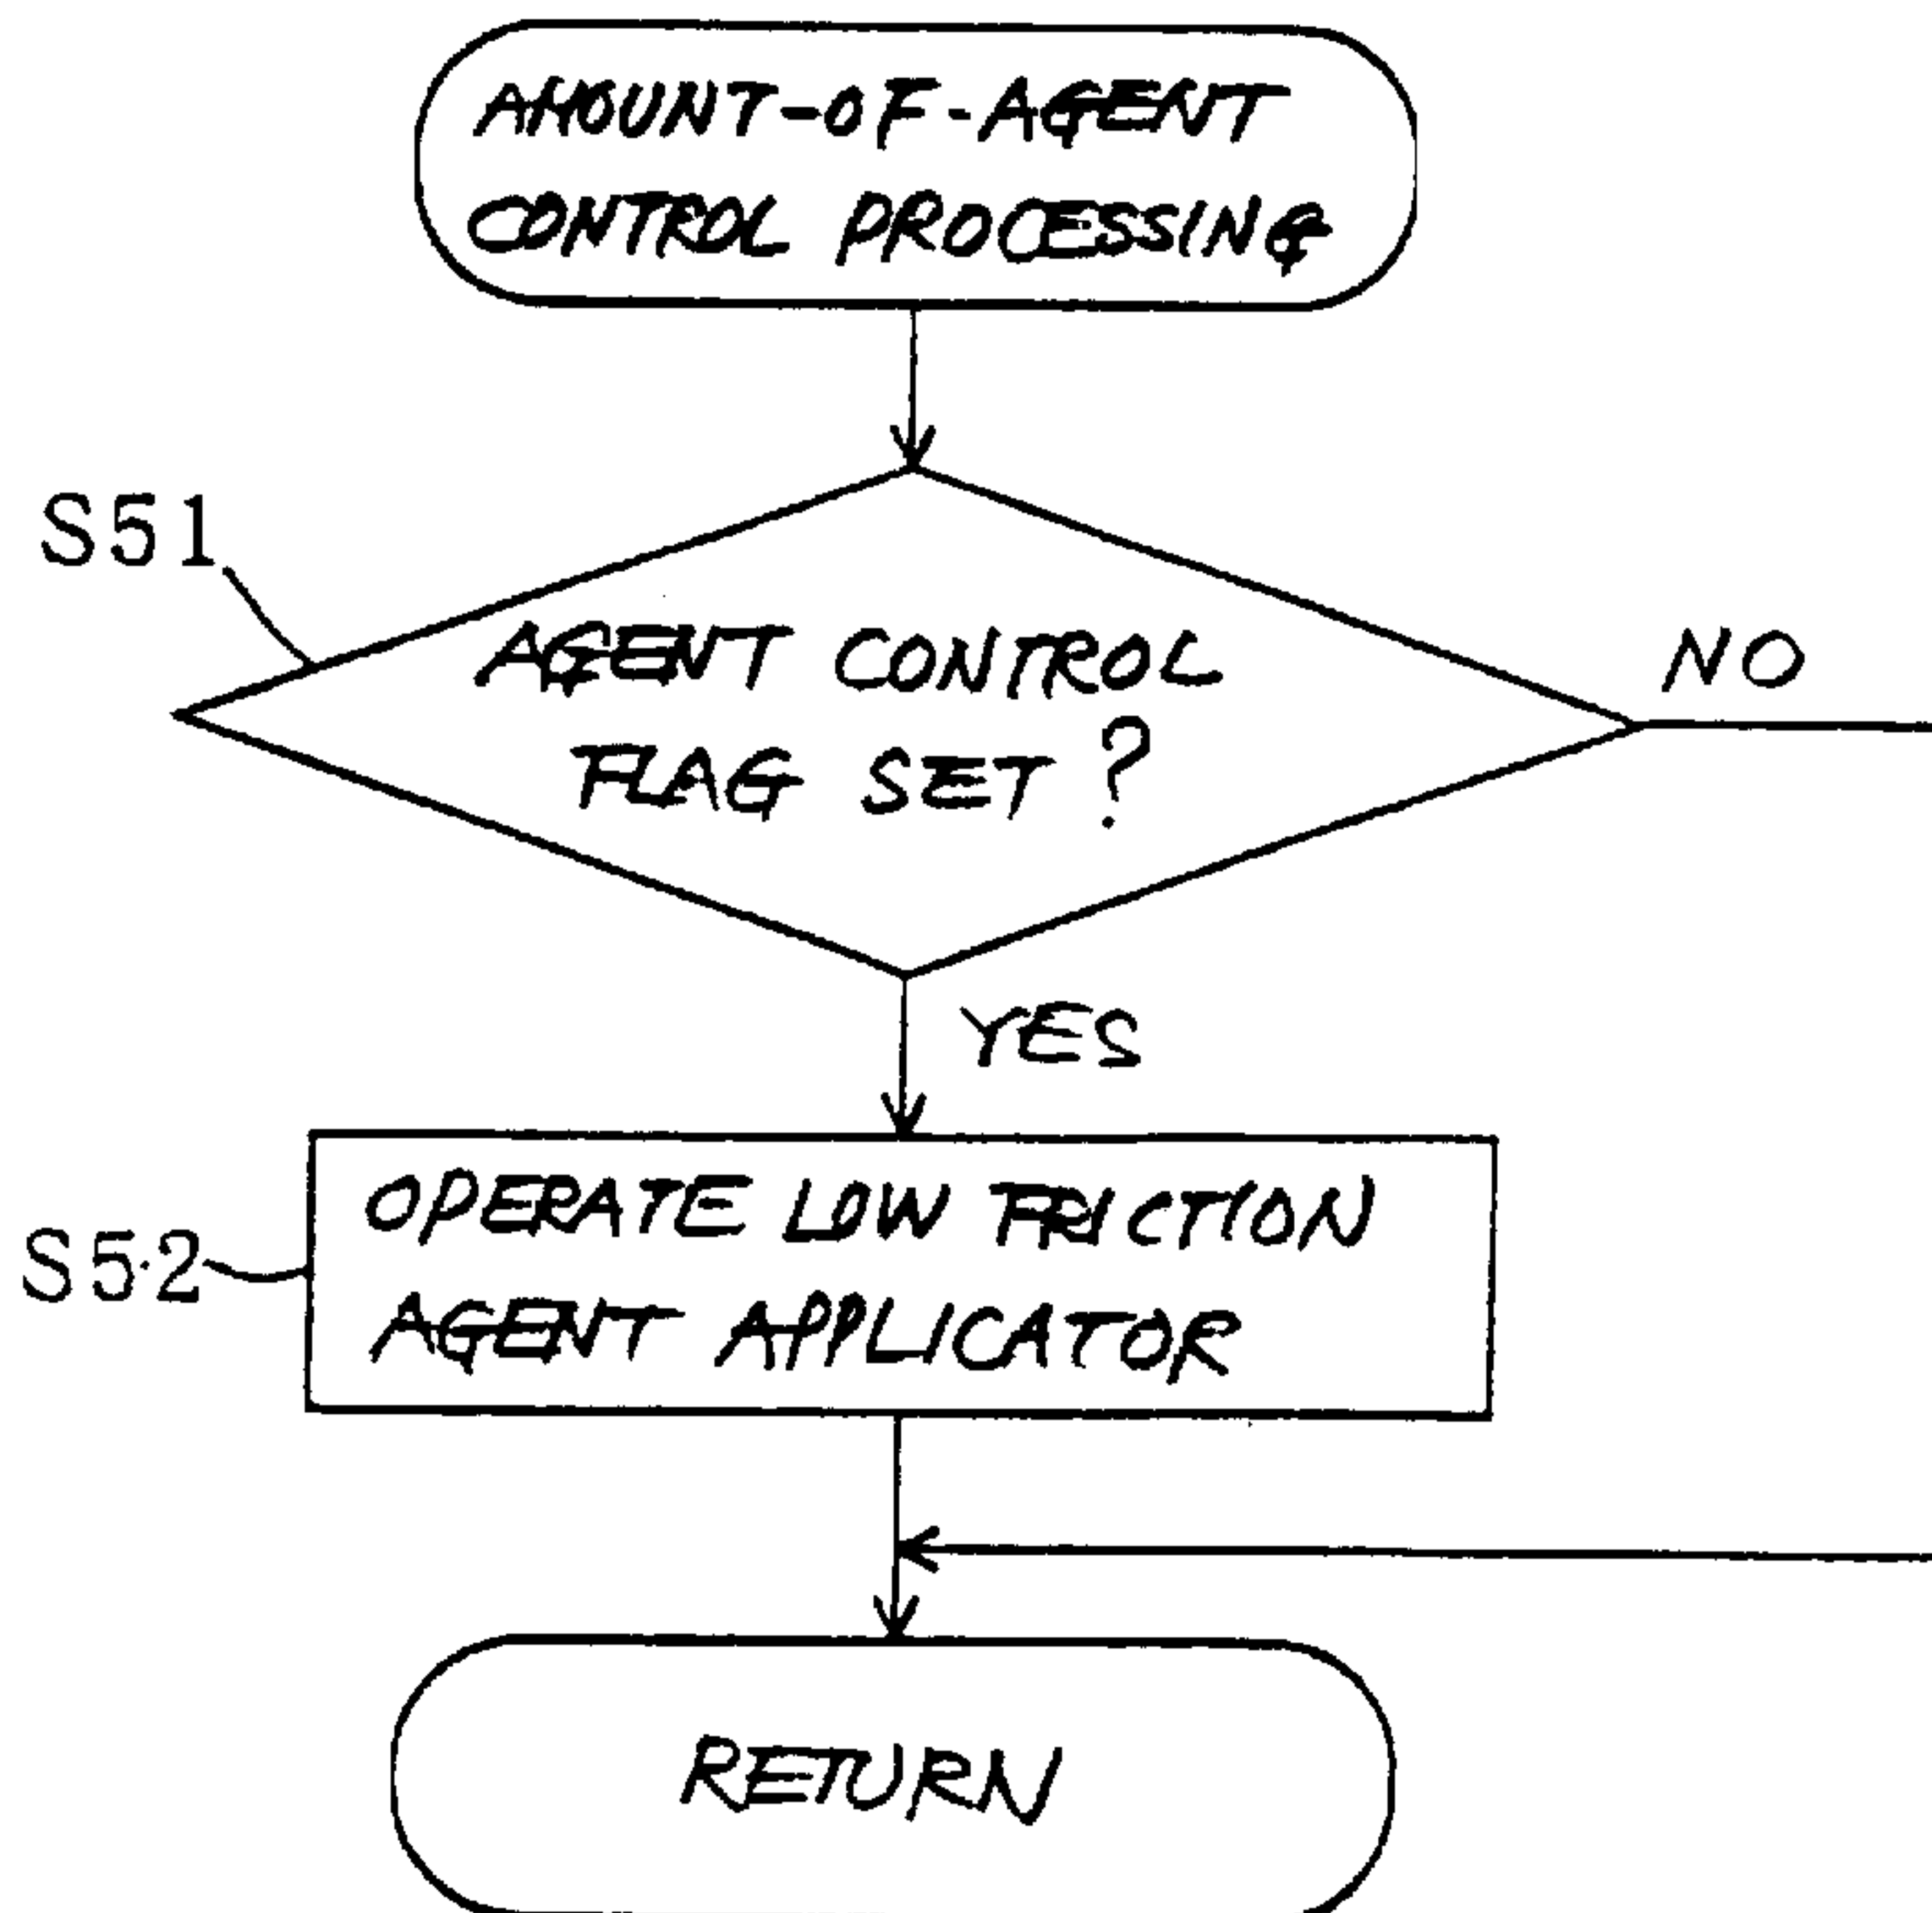 AMOUNT-OF-AGENT
CONTROL PROCESSING
S51
AGENT CONTROL
FLAG SET?
NO
YES
S52
OPERATE LOW FRICTION
AGENT APPLICATOR
RETURN